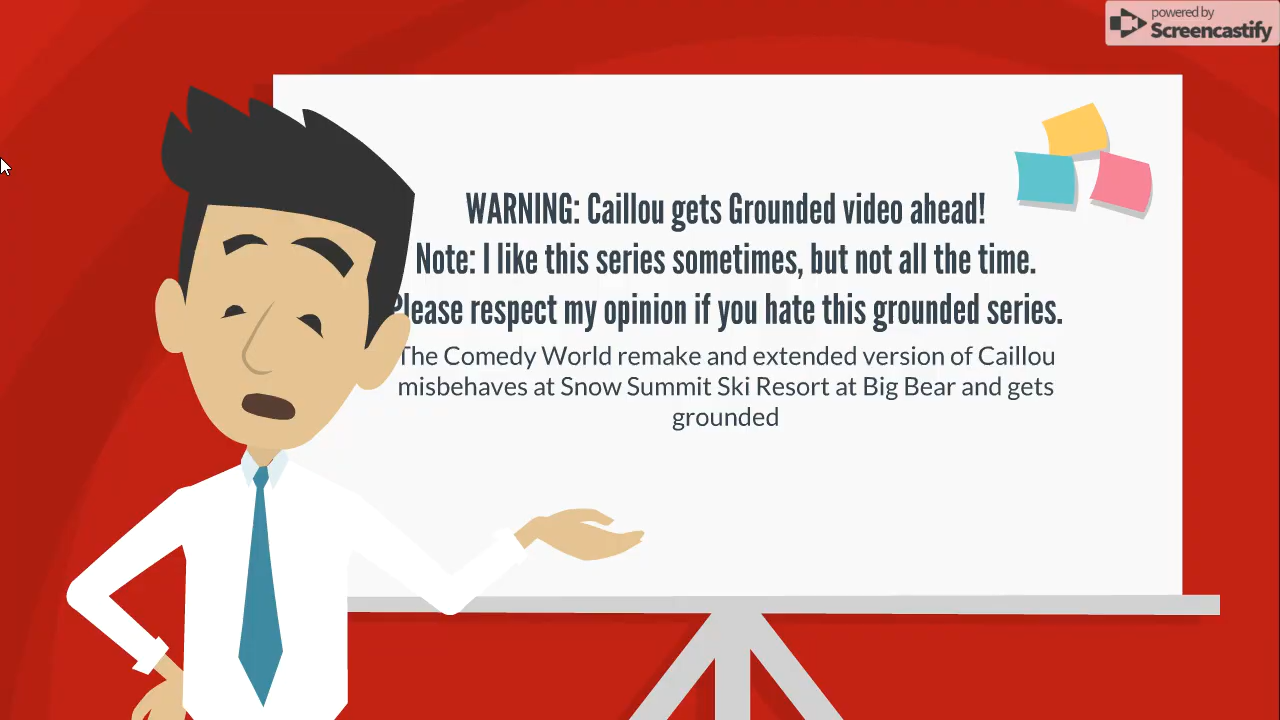 powered by
Screencastify
WARNING: Caillou gets Grounded video ahead!
Note: I like this series sometimes, but not all the time.
Please respect my opinion if you hate this grounded series.
The Comedy World remake and extended version of Caillou
misbehaves at Snow Summit Ski Resort at Big Bear and gets
grounded